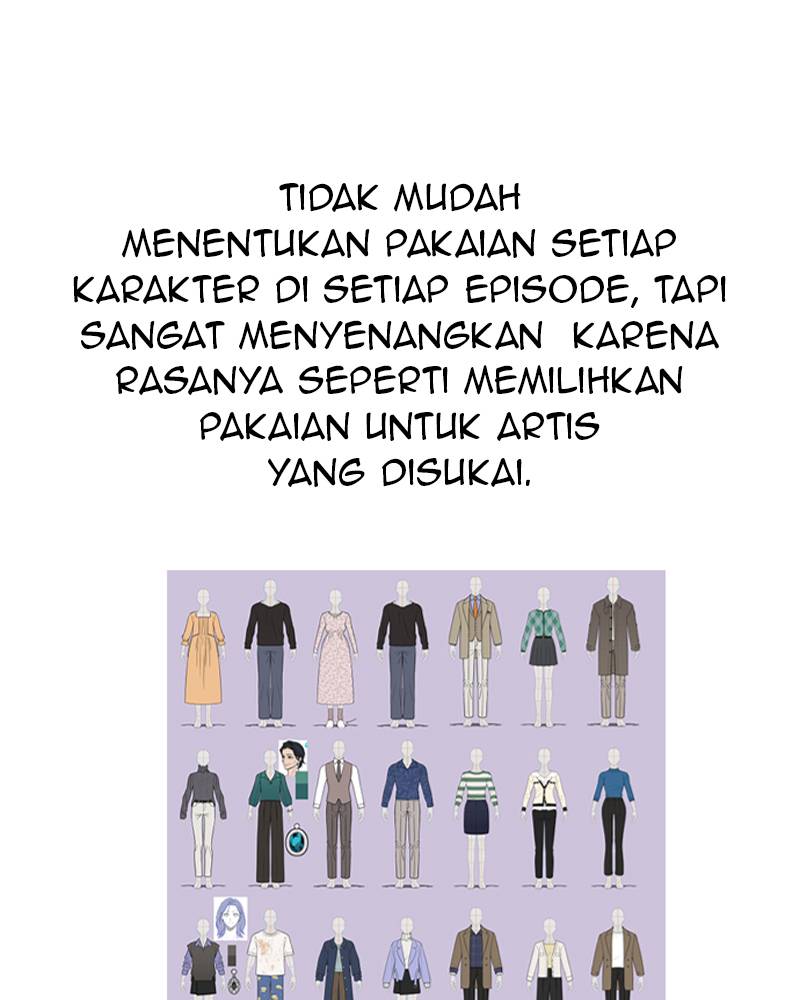 TIDAK MUDAH
MENENTUKAN PAKAIAN SETIAP
KARAKTER DI SETIAP EPISODE, TAPI
SANGAT MENYENANGKAN  KARENA
RASANYA SEPERTI MEMILIHKAN
PAKAIAN UNTUK ARTIS
YANG DISUKAI.